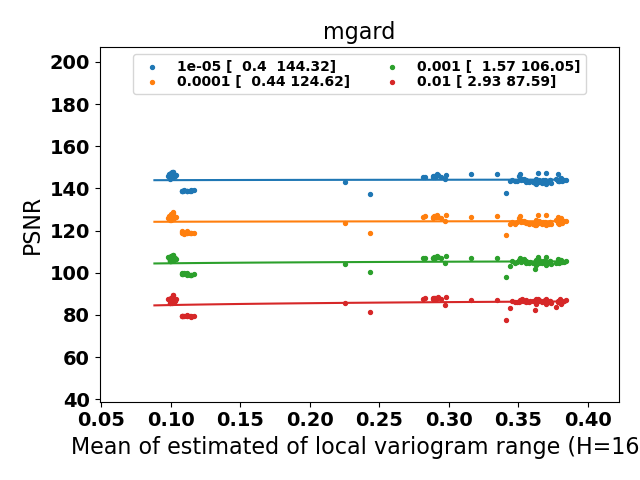 mgard
1e-05 [  0.4  144.32]
0.0001 [  0.44 124.62]
0.001 [  1.57 106.05]
0.01 [ 2.93 87.59]
PSNR
200
180
160
140
120
100
80
60
40
0.05 0.10 0.15 0.20 0.25 0.30 0.35 0.40
Mean of estimated of local variogram range (H=16